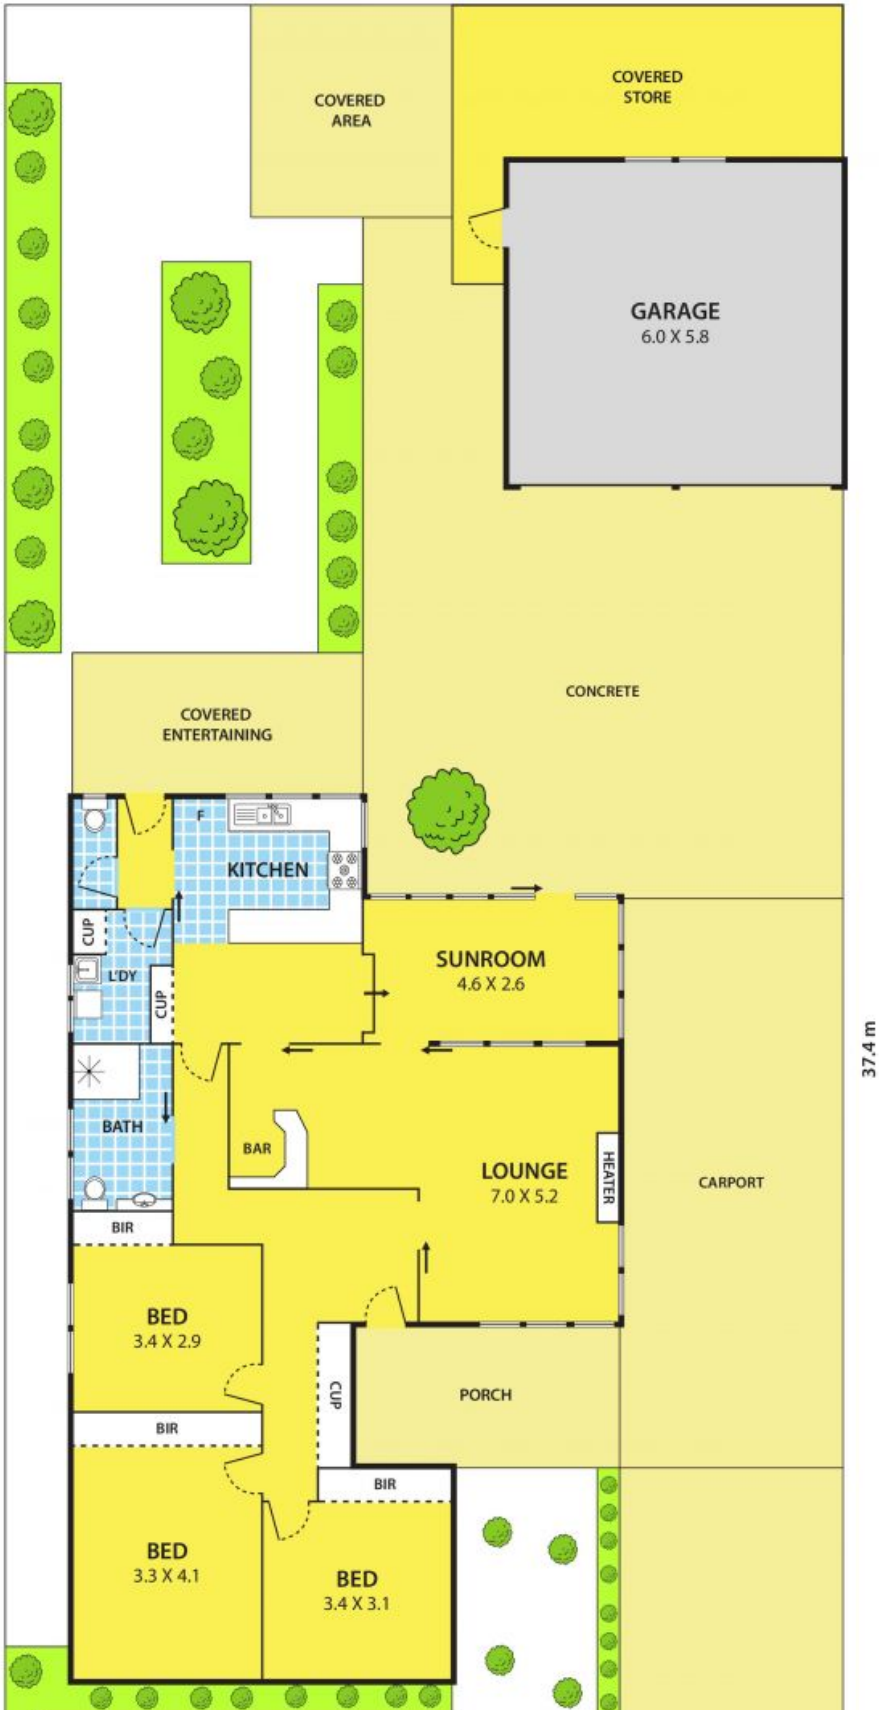 COVERED
STORE
COVERED
AREA
GARAGE
6.0 X 5.8
CONCRETE
COVERED
ENTERTAINING
F
KITCHEN
CUP
L'DY
CUP
SUNROOM
4.6 X 2.6
37.4 m
BATH
BAR
LOUNGE
7.0 X 5.2
HEATER
CARPORT
BIR
BED
3.4 X 2.9
CUP
PORCH
BIR
BIR
BED
3.3 X 4.1
BED
3.4 X 3.1